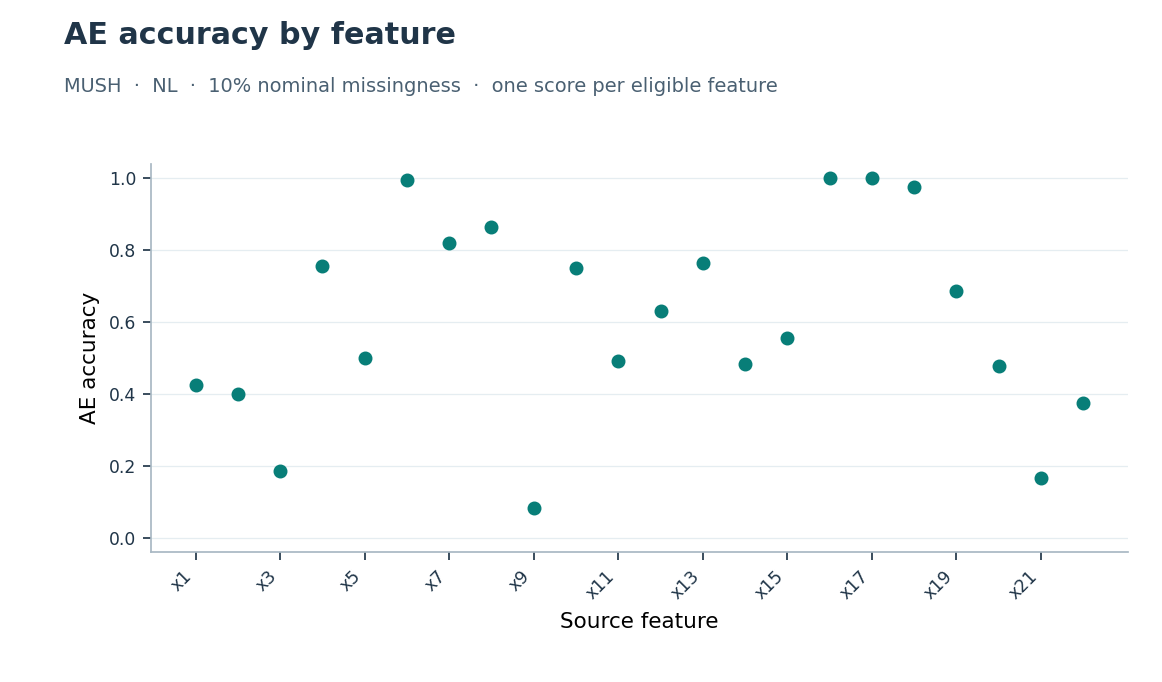 AE accuracy by feature
MUSH · NL · 10% nominal missingness · one score per eligible feature
AE accuracy
1.0
0.8
0.6
0.4
0.2
0.0
x1 x3 x5 x7 x9 x11 x13 x15 x17 x19 x21
Source feature